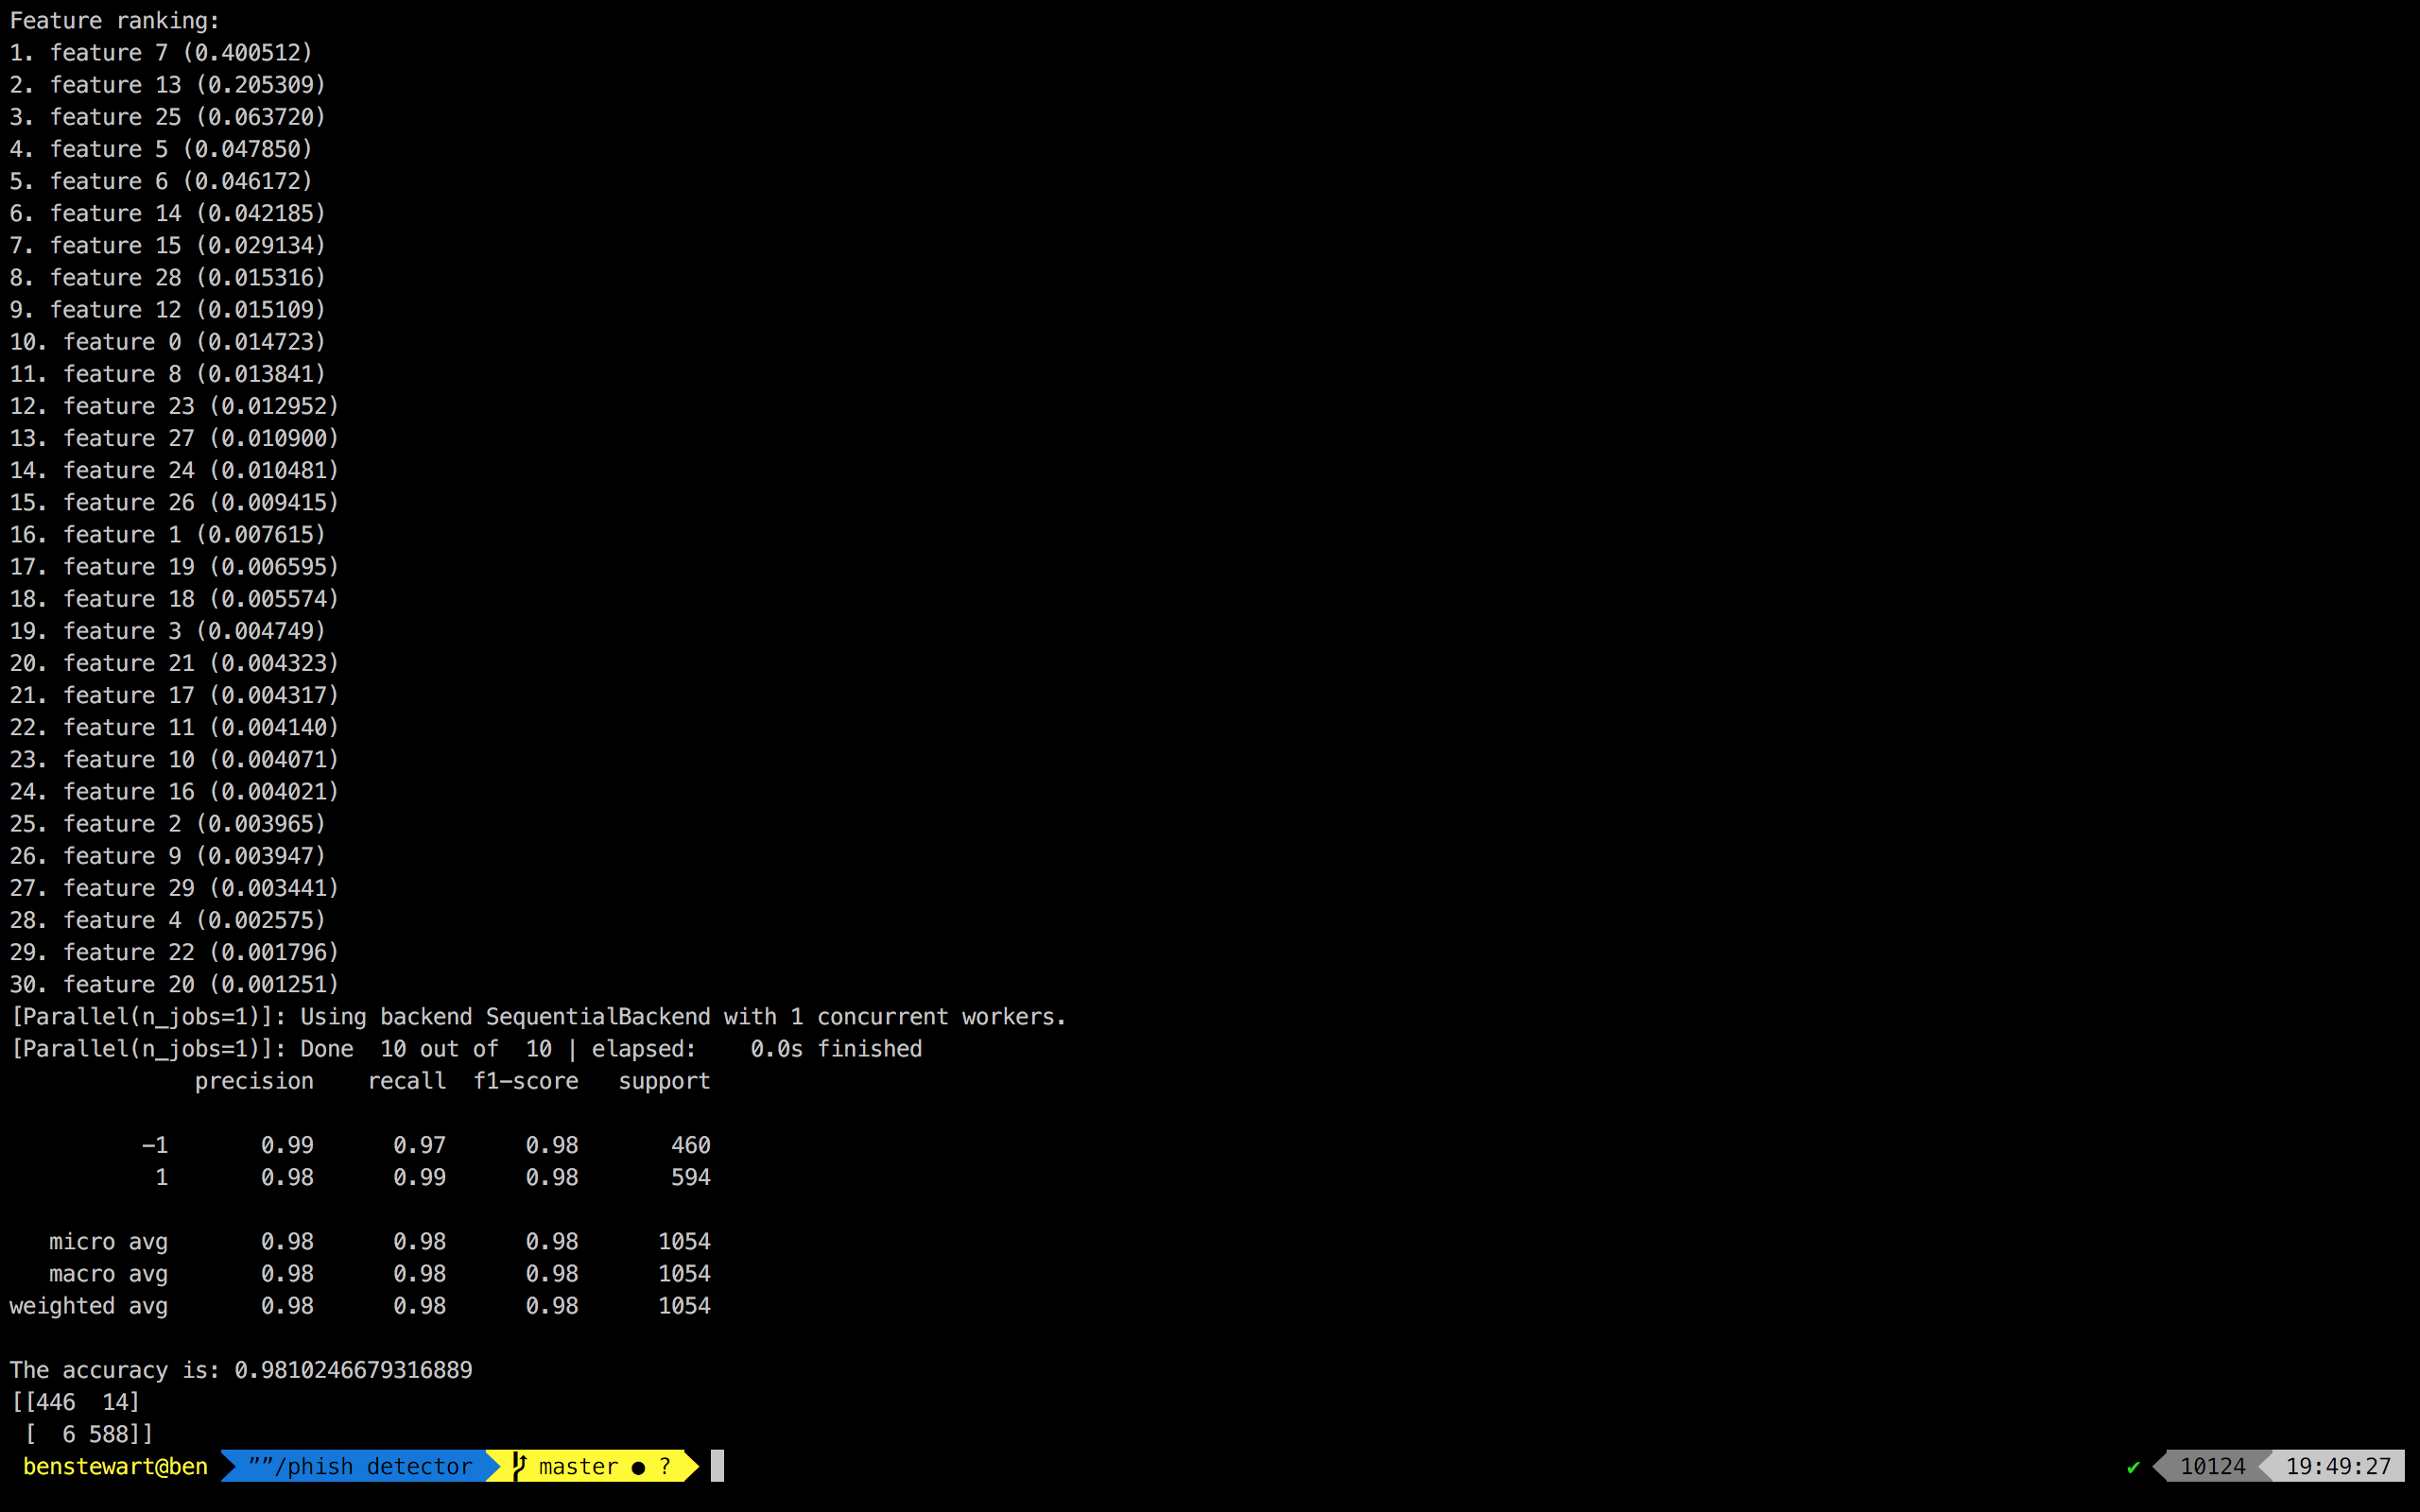 Feature ranking:
1. feature 7 (0.400512)
2. feature 13 (0.205309)
3. feature 25 (0.063720)
4. feature 5 (0.047850)
5. feature 6 (0.046172)
6. feature 14 (0.042185)
7. feature 15 (0.029134)
8. feature 28 (0.015316)
9. feature 12 (0.015109)
10. feature 0 (0.014723)
11. feature 8 (0.013841)
12. feature 23 (0.012952)
13. feature 27 (0.010900)
14. feature 24 (0.010481)
15. feature 26 (0.009415)
16. feature 1 (0.007615)
17. feature 19 (0.006595)
18. feature 18 (0.005574)
19. feature 3 (0.004749)
20. feature 21 (0.004323)
21. feature 17 (0.004317)
22. feature 11 (0.004140)
23. feature 10 (0.004071)
24. feature 16 (0.004021)
25. feature 2 (0.003965)
26. feature 9 (0.003947)
27. feature 29 (0.003441)
28. feature 4 (0.002575)
29. feature 22 (0.001796)
30. feature 20 (0.001251)
[Parallel(n_jobs=1)]: Using backend SequentialBackend with 1 concurrent workers.
[Parallel(n_jobs=1)]: Done  10 out of  10 | elapsed:    0.0s finished
              precision    recall  f1-score   support
          -1       0.99      0.97      0.98       460
           1       0.98      0.99      0.98       594
   micro avg       0.98      0.98      0.98      1054
   macro avg       0.98      0.98      0.98      1054
weighted avg       0.98      0.98      0.98      1054
The accuracy is: 0.9810246679316889
[[446  14]
 [  6 588]]
benstewart@ben ””/phish detector master ● ? ✔ 10124 19:49:27